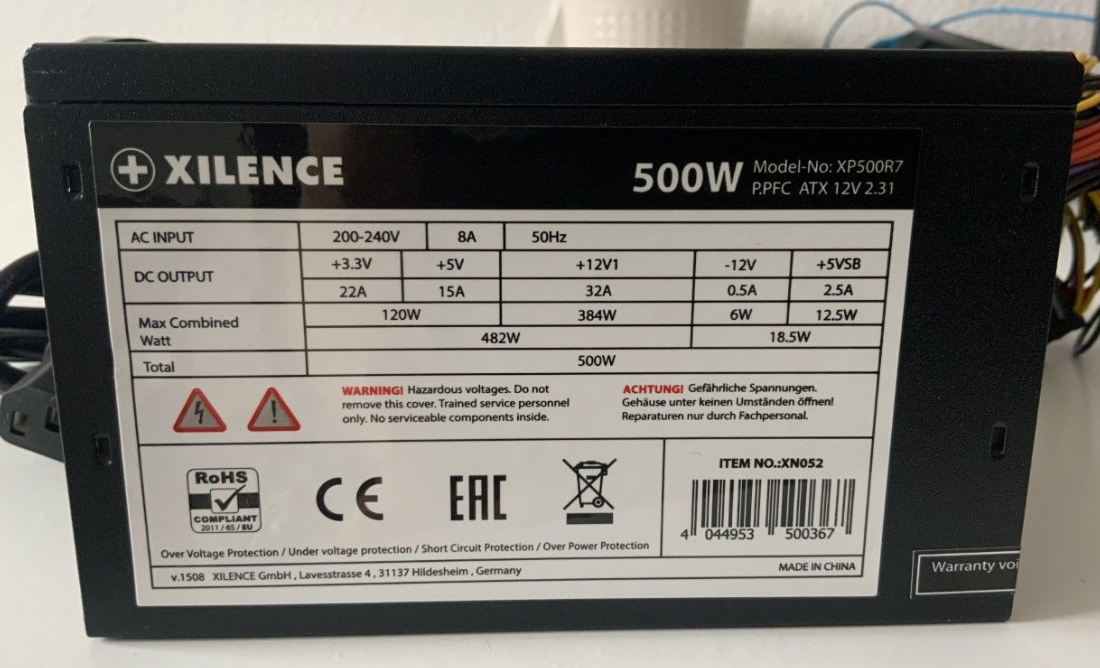 XILENCE
500W
Model-No: XP500R7
P.PFC ATX 12V 2.31
AC INPUT 200-240V 8A 50Hz
DC OUTPUT +3.3V +5V +12V1 -12V +5VSB
22A 15A 32A 0.5A 2.5A
Max Combined Watt 120W 384W 6W 12.5W
482W 18.5W
Total 500W
WARNING! Hazardous voltages. Do not
remove this cover. Trained service personnel
only. No serviceable components inside.
ACHTUNG! Gefährliche Spannungen.
Gehäuse unter keinen Umständen öffnen!
Reparaturen nur durch Fachpersonal.
RoHS
COMPLIANT
2011/65/EU
CE
EAC
ITEM NO.:XN052
4 044953 500367
Over Voltage Protection / Under voltage protection / Short Circuit Protection / Over Power Protection
v.1508 XILENCE GmbH , Lavesstrasse 4 , 31137 Hildesheim , Germany
MADE IN CHINA
Warranty voi